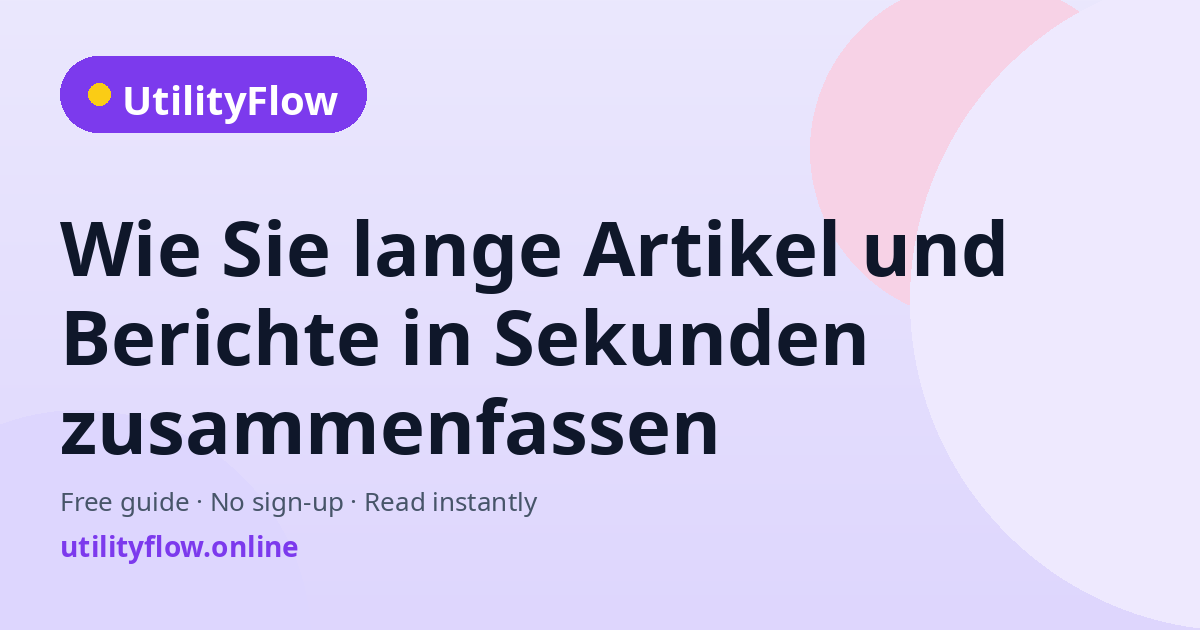 UtilityFlow
Wie Sie lange Artikel und
Berichte in Sekunden
zusammenfassen
Free guide · No sign-up · Read instantly
utilityflow.online